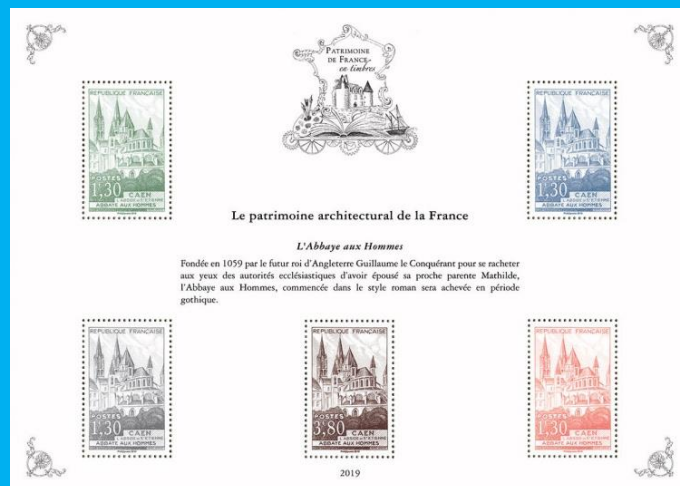 PATRIMOINE
DE FRANCE
en timbres
REPUBLIQUE FRANÇAISE
POSTES
1,30
CAEN
ABBAYE AUX HOMMES
REPUBLIQUE FRANÇAISE
POSTES
1,30
CAEN
ABBAYE AUX HOMMES
Le patrimoine architectural de la France
L'Abbaye aux Hommes
Fondée en 1059 par le futur roi d'Angleterre Guillaume le Conquérant pour se racheter
aux yeux des autorités ecclésiastiques d'avoir épousé sa proche parente Mathilde,
l'Abbaye aux Hommes, commencée dans le style roman sera achevée en période
gothique.
REPUBLIQUE FRANÇAISE
POSTES
1,30
CAEN
ABBAYE AUX HOMMES
REPUBLIQUE FRANÇAISE
POSTES
3,80
CAEN
ABBAYE AUX HOMMES
REPUBLIQUE FRANÇAISE
POSTES
1,30
CAEN
ABBAYE AUX HOMMES
2019